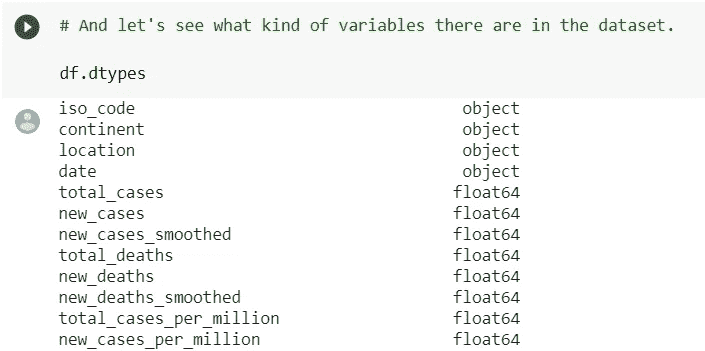 # And let's see what kind of variables there are in the dataset.
df.dtypes
iso_code object
continent object
location object
date object
total_cases float64
new_cases float64
new_cases_smoothed float64
total_deaths float64
new_deaths float64
new_deaths_smoothed float64
total_cases_per_million float64
new_cases_per_million float64